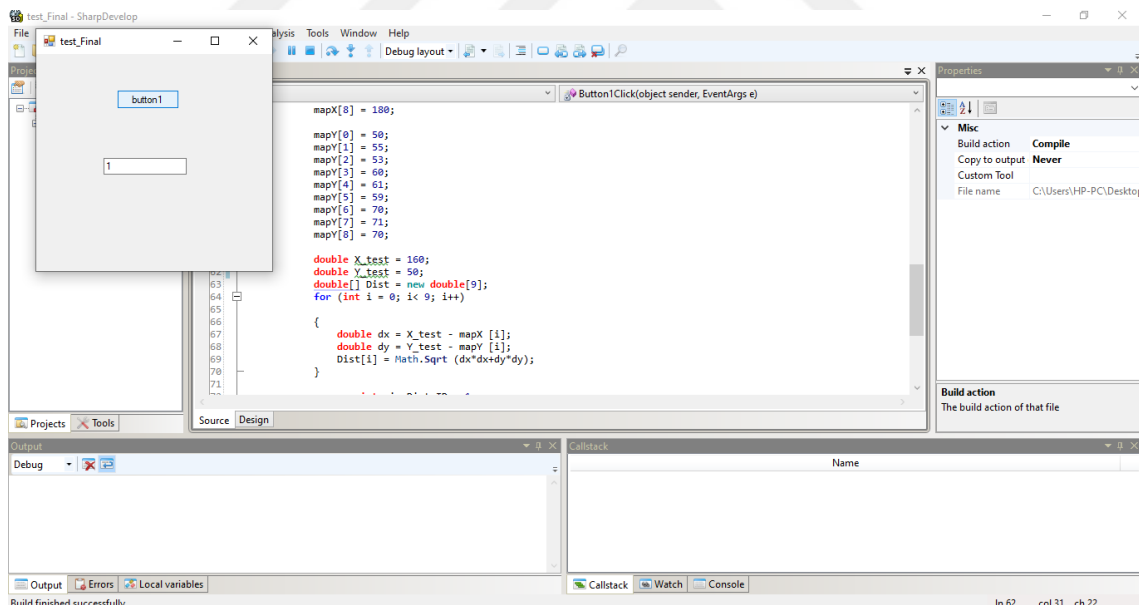 test_Final - SharpDevelop
File
alysis Tools Window Help
Debug layout
test_Final
button1
1
Button1Click(object sender, EventArgs e)
mapX[8] = 180;
mapY[0] = 50;
mapY[1] = 55;
mapY[2] = 53;
mapY[3] = 60;
mapY[4] = 61;
mapY[5] = 59;
mapY[6] = 70;
mapY[7] = 71;
mapY[8] = 70;
double X_test = 160;
62 double Y_test = 50;
63 double[] Dist = new double[9];
64 for (int i = 0; i< 9; i++)
65
66 {
67 double dx = X_test - mapX [i];
68 double dy = Y_test - mapY [i];
69 Dist[i] = Math.Sqrt (dx*dx+dy*dy);
70 }
71
Source Design
Projects Tools
Properties
Misc
Build action Compile
Copy to output Never
Custom Tool
File name C:\Users\HP-PC\Desktop
Build action
The build action of that file
Output
Debug
Callstack
Name
Output Errors Local variables
Callstack Watch Console
Build finished successfully
ln 62 col 31 ch 22